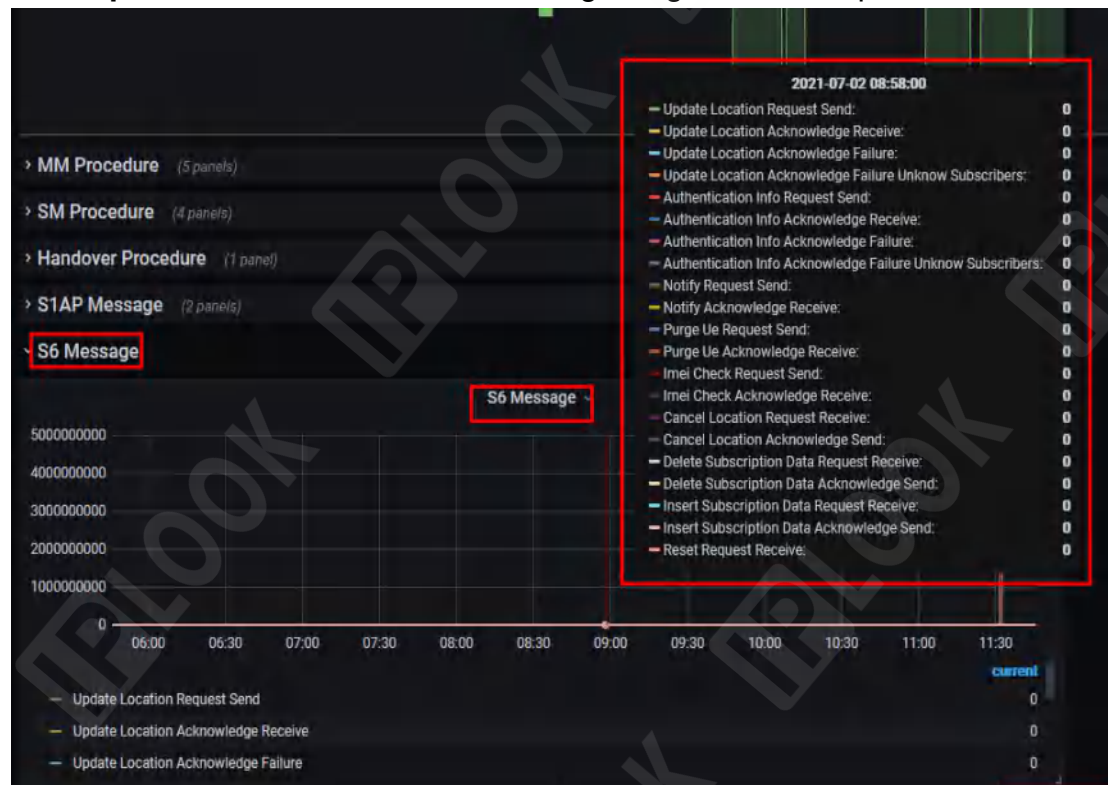 2021-07-02 08:58:00
Update Location Request Send: 0
Update Location Acknowledge Receive: 0
Update Location Acknowledge Failure: 0
Update Location Acknowledge Failure Unknow Subscribers: 0
Authentication Info Request Send: 0
Authentication Info Acknowledge Receive: 0
Authentication Info Acknowledge Failure: 0
Authentication Info Acknowledge Failure Unknow Subscribers: 0
Notify Request Send: 0
Notify Acknowledge Receive: 0
Purge Ue Request Send: 0
Purge Ue Acknowledge Receive: 0
Imei Check Request Send: 0
Imei Check Acknowledge Receive: 0
Cancel Location Request Receive: 0
Cancel Location Acknowledge Send: 0
Delete Subscription Data Request Receive: 0
Delete Subscription Data Acknowledge Send: 0
Insert Subscription Data Request Receive: 0
Insert Subscription Data Acknowledge Send: 0
Reset Request Receive: 0
MM Procedure (5 panels)
SM Procedure (4 panels)
Handover Procedure (1 panel)
S1AP Message (2 panels)
S6 Message
S6 Message
5000000000
4000000000
3000000000
2000000000
1000000000
0
06:00 06:30 07:00 07:30 08:00 08:30 09:00 09:30 10:00 10:30 11:00 11:30
current
Update Location Request Send 0
Update Location Acknowledge Receive 0
Update Location Acknowledge Failure 0
IPLOOK
IPLOOK
IPLOOK
IPLOOK